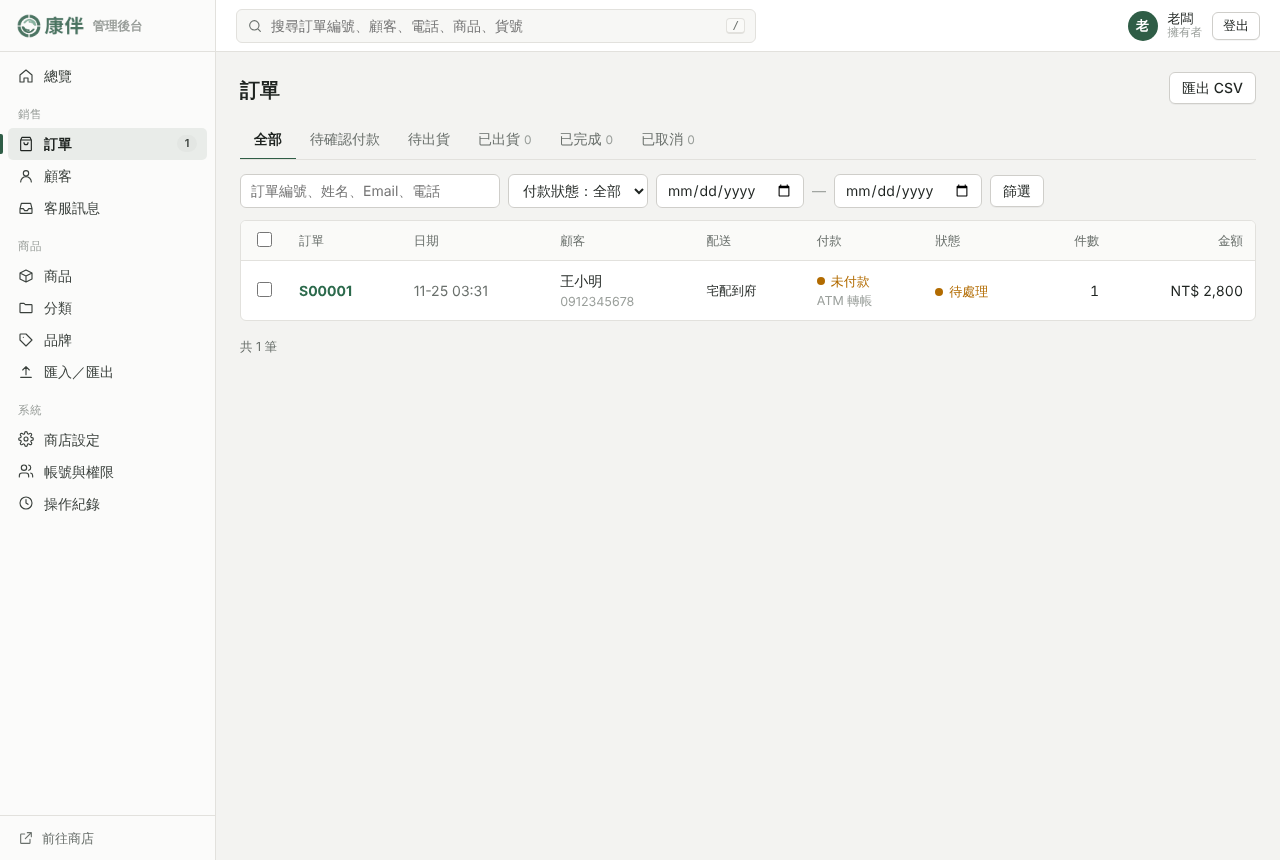 康伴 管理後台
搜尋訂單編號、顧客、電話、商品、貨號 /
老 老闆 擁有者 登出
總覽
銷售
訂單 1
顧客
客服訊息
商品
商品
分類
品牌
匯入／匯出
系統
商店設定
帳號與權限
操作紀錄
前往商店
訂單 匯出 CSV
全部 待確認付款 待出貨 已出貨 0 已完成 0 已取消 0
訂單編號、姓名、Email、電話 付款狀態：全部 mm/dd/yyyy — mm/dd/yyyy 篩選
訂單 日期 顧客 配送 付款 狀態 件數 金額
S00001 11-25 03:31 王小明 宅配到府 未付款 待處理 1 NT$ 2,800
0912345678 ATM 轉帳
共 1 筆